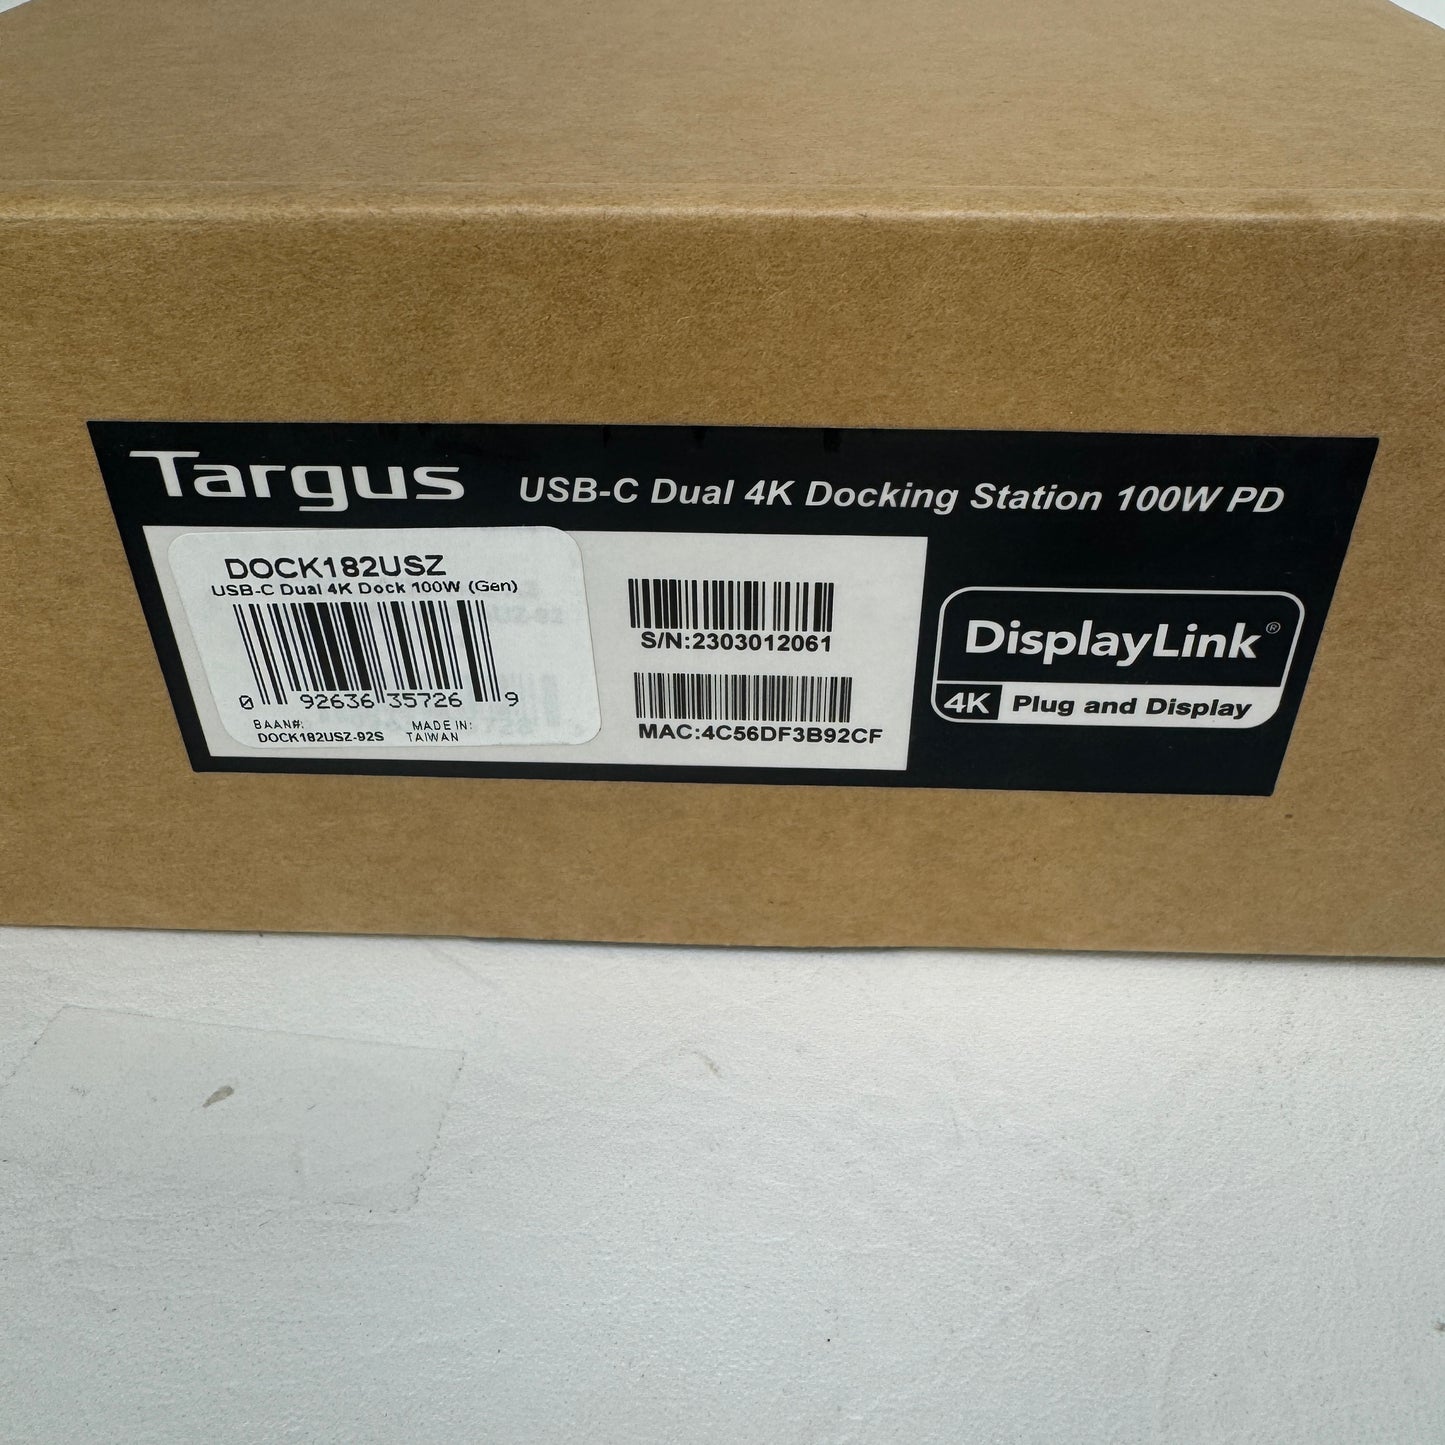 Targus
USB-C Dual 4K Docking Station 100W PD
DOCK182USZ
USB-C Dual 4K Dock 100W (Gen)
0 92636 35726 9
BAAN#:
DOCK182USZ-92S
MADE IN:
TAIWAN
S/N:2303012061
MAC:4C56DF3B92CF
DisplayLink®
4K Plug and Display